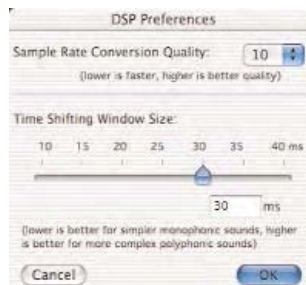 DSP Preferences
Sample Rate Conversion Quality: 10
(lower is faster, higher is better quality)
Time Shifting Window Size:
10 15 20 25 30 35 40 ms
30 ms
(lower is better for simpler monophonic sounds, higher
is better for more complex polyphonic sounds)
Cancel OK